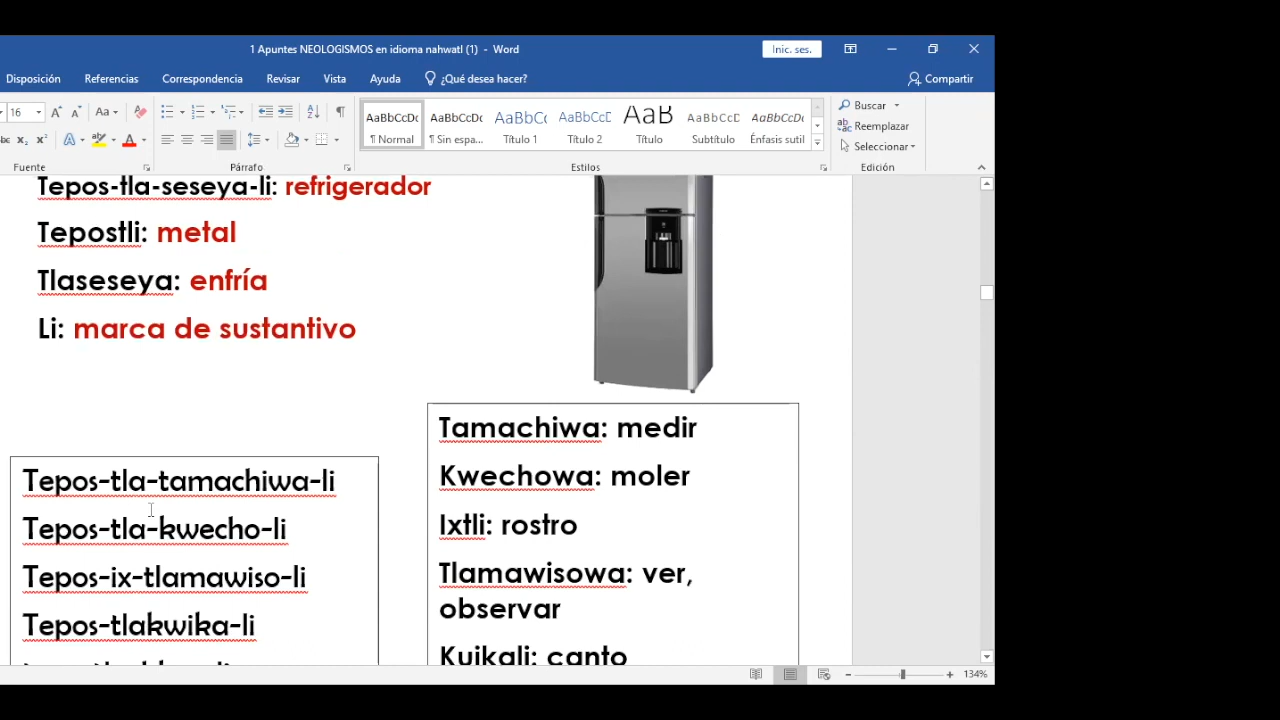 1 Apuntes NEOLOGISMOS en idioma nahwatl (1) - Word
Inic. ses.
Disposición Referencias Correspondencia Revisar Vista Ayuda ¿Qué desea hacer? Compartir
16 Aa
AaBbCcDc AaBbCcDc AaBbCc AaBbCcD AaB AaBbCcD AaBbCcDc
¶ Normal ¶ Sin espa... Título 1 Título 2 Título Subtítulo Énfasis sutil
Buscar
Reemplazar
Seleccionar
Fuente Párrafo Estilos Edición
Tepos-tla-seseya-li: refrigerador
Tepostli: metal
Tlaseseya: enfría
Li: marca de sustantivo
Tepos-tla-tamachiwa-li
Tepos-tla-kwecho-li
Tepos-ix-tlamawiso-li
Tepos-tlakwika-li
Tamachiwa: medir
Kwechowa: moler
Ixtli: rostro
Tlamawisowa: ver,
observar
Kuikali: canto
134%